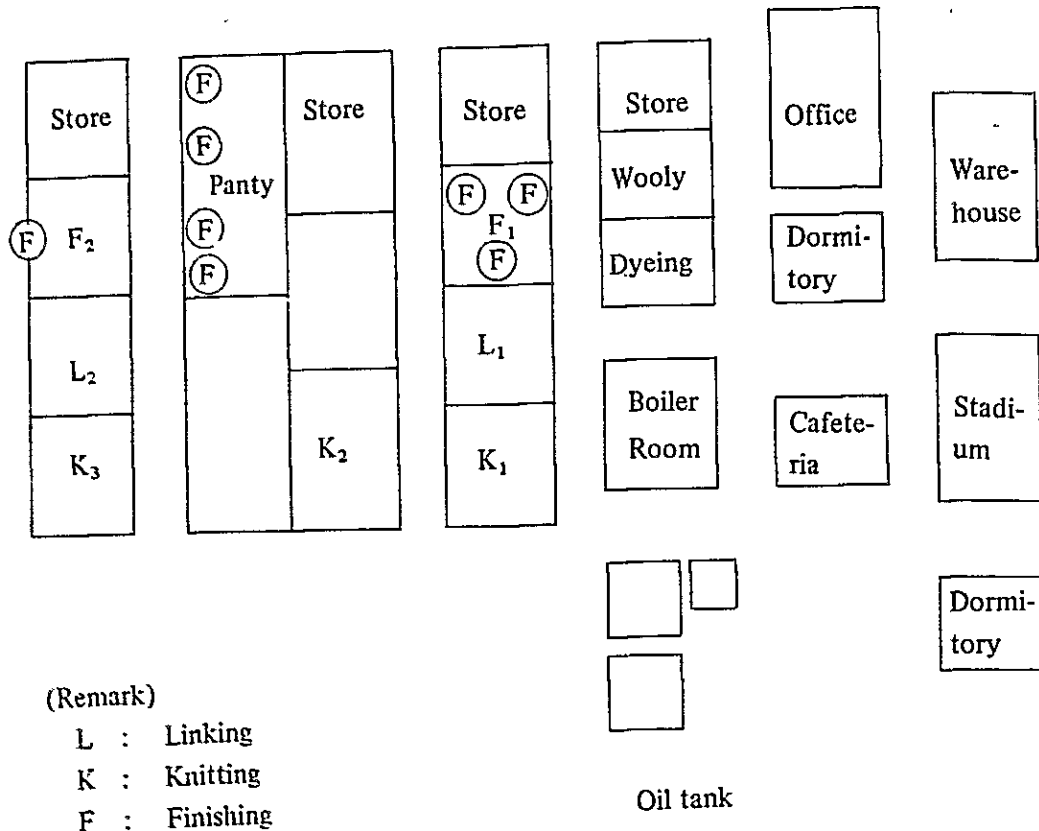 Store
F₂
F
L₂
K₃
F
F
Panty
F
F
Store
K₂
Store
F
F
F₁
F
L₁
K₁
Store
Wooly
Dyeing
Boiler
Room
Office
Dormi-
tory
Cafete-
ria
Ware-
house
Stadi-
um
Dormi-
tory
Oil tank
(Remark)
L : Linking
K : Knitting
F : Finishing